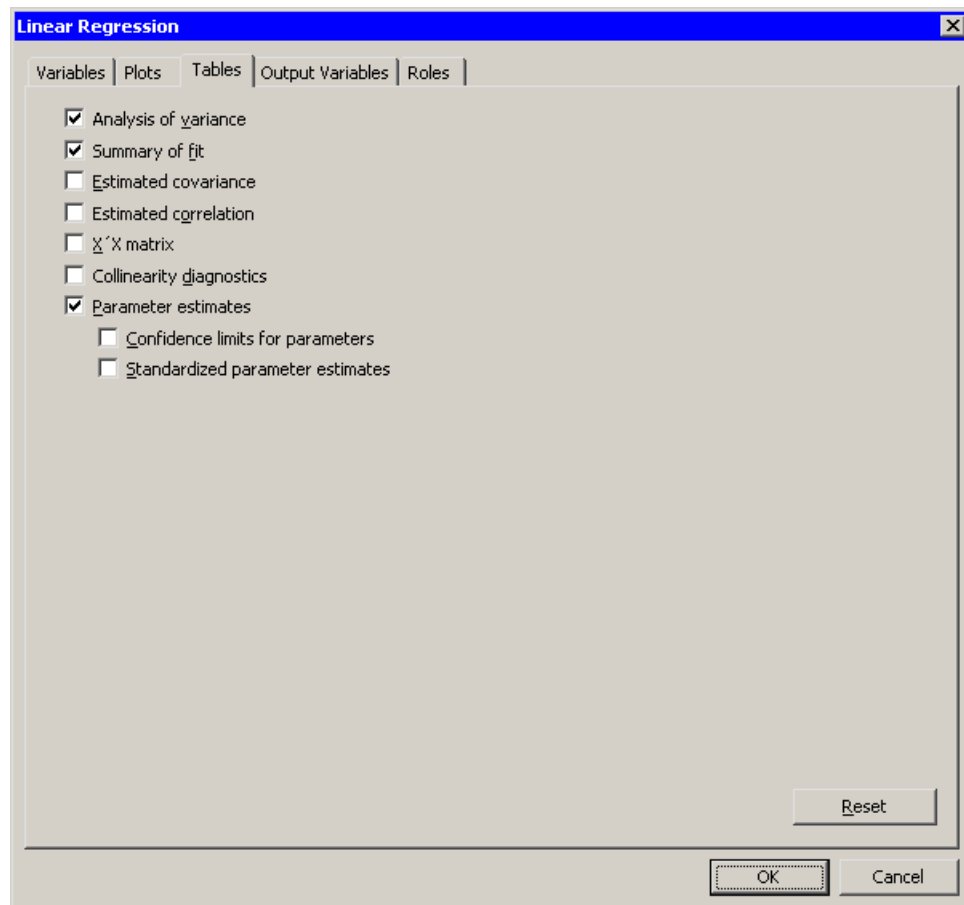 Linear Regression
Variables Plots Tables Output Variables Roles
Analysis of variance
Summary of fit
Estimated covariance
Estimated correlation
X´X matrix
Collinearity diagnostics
Parameter estimates
Confidence limits for parameters
Standardized parameter estimates
Reset
OK Cancel